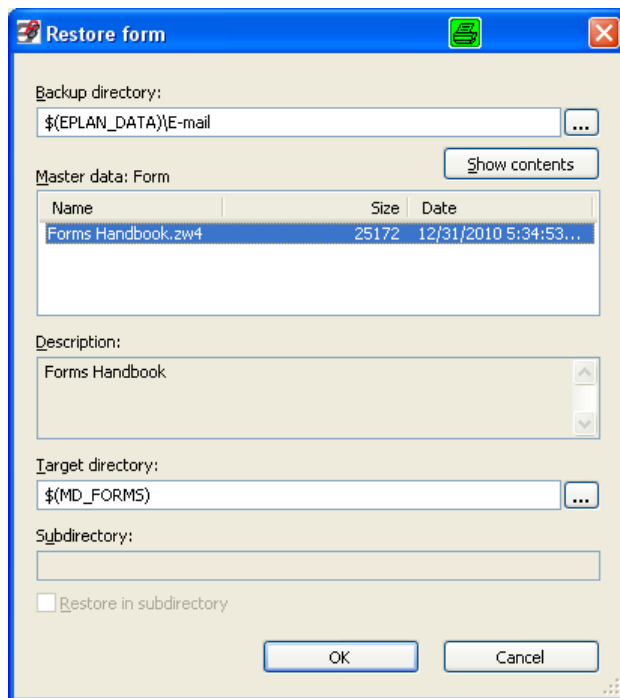 Restore form
Backup directory:
$(EPLAN_DATA)\E-mail
...
Show contents
Master data: Form
Name Size Date
Forms Handbook.zw4 25172 12/31/2010 5:34:53...
Description:
Forms Handbook
Target directory:
$(MD_FORMS)
...
Subdirectory:
Restore in subdirectory
OK Cancel